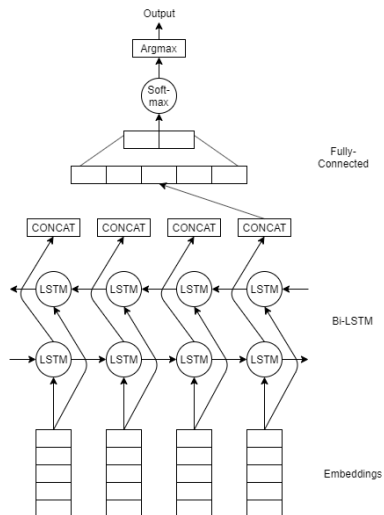 Output
Argmax
Soft-
max
Fully-
Connected
CONCAT CONCAT CONCAT CONCAT
LSTM LSTM LSTM LSTM
Bi-LSTM
LSTM LSTM LSTM LSTM
Embeddings